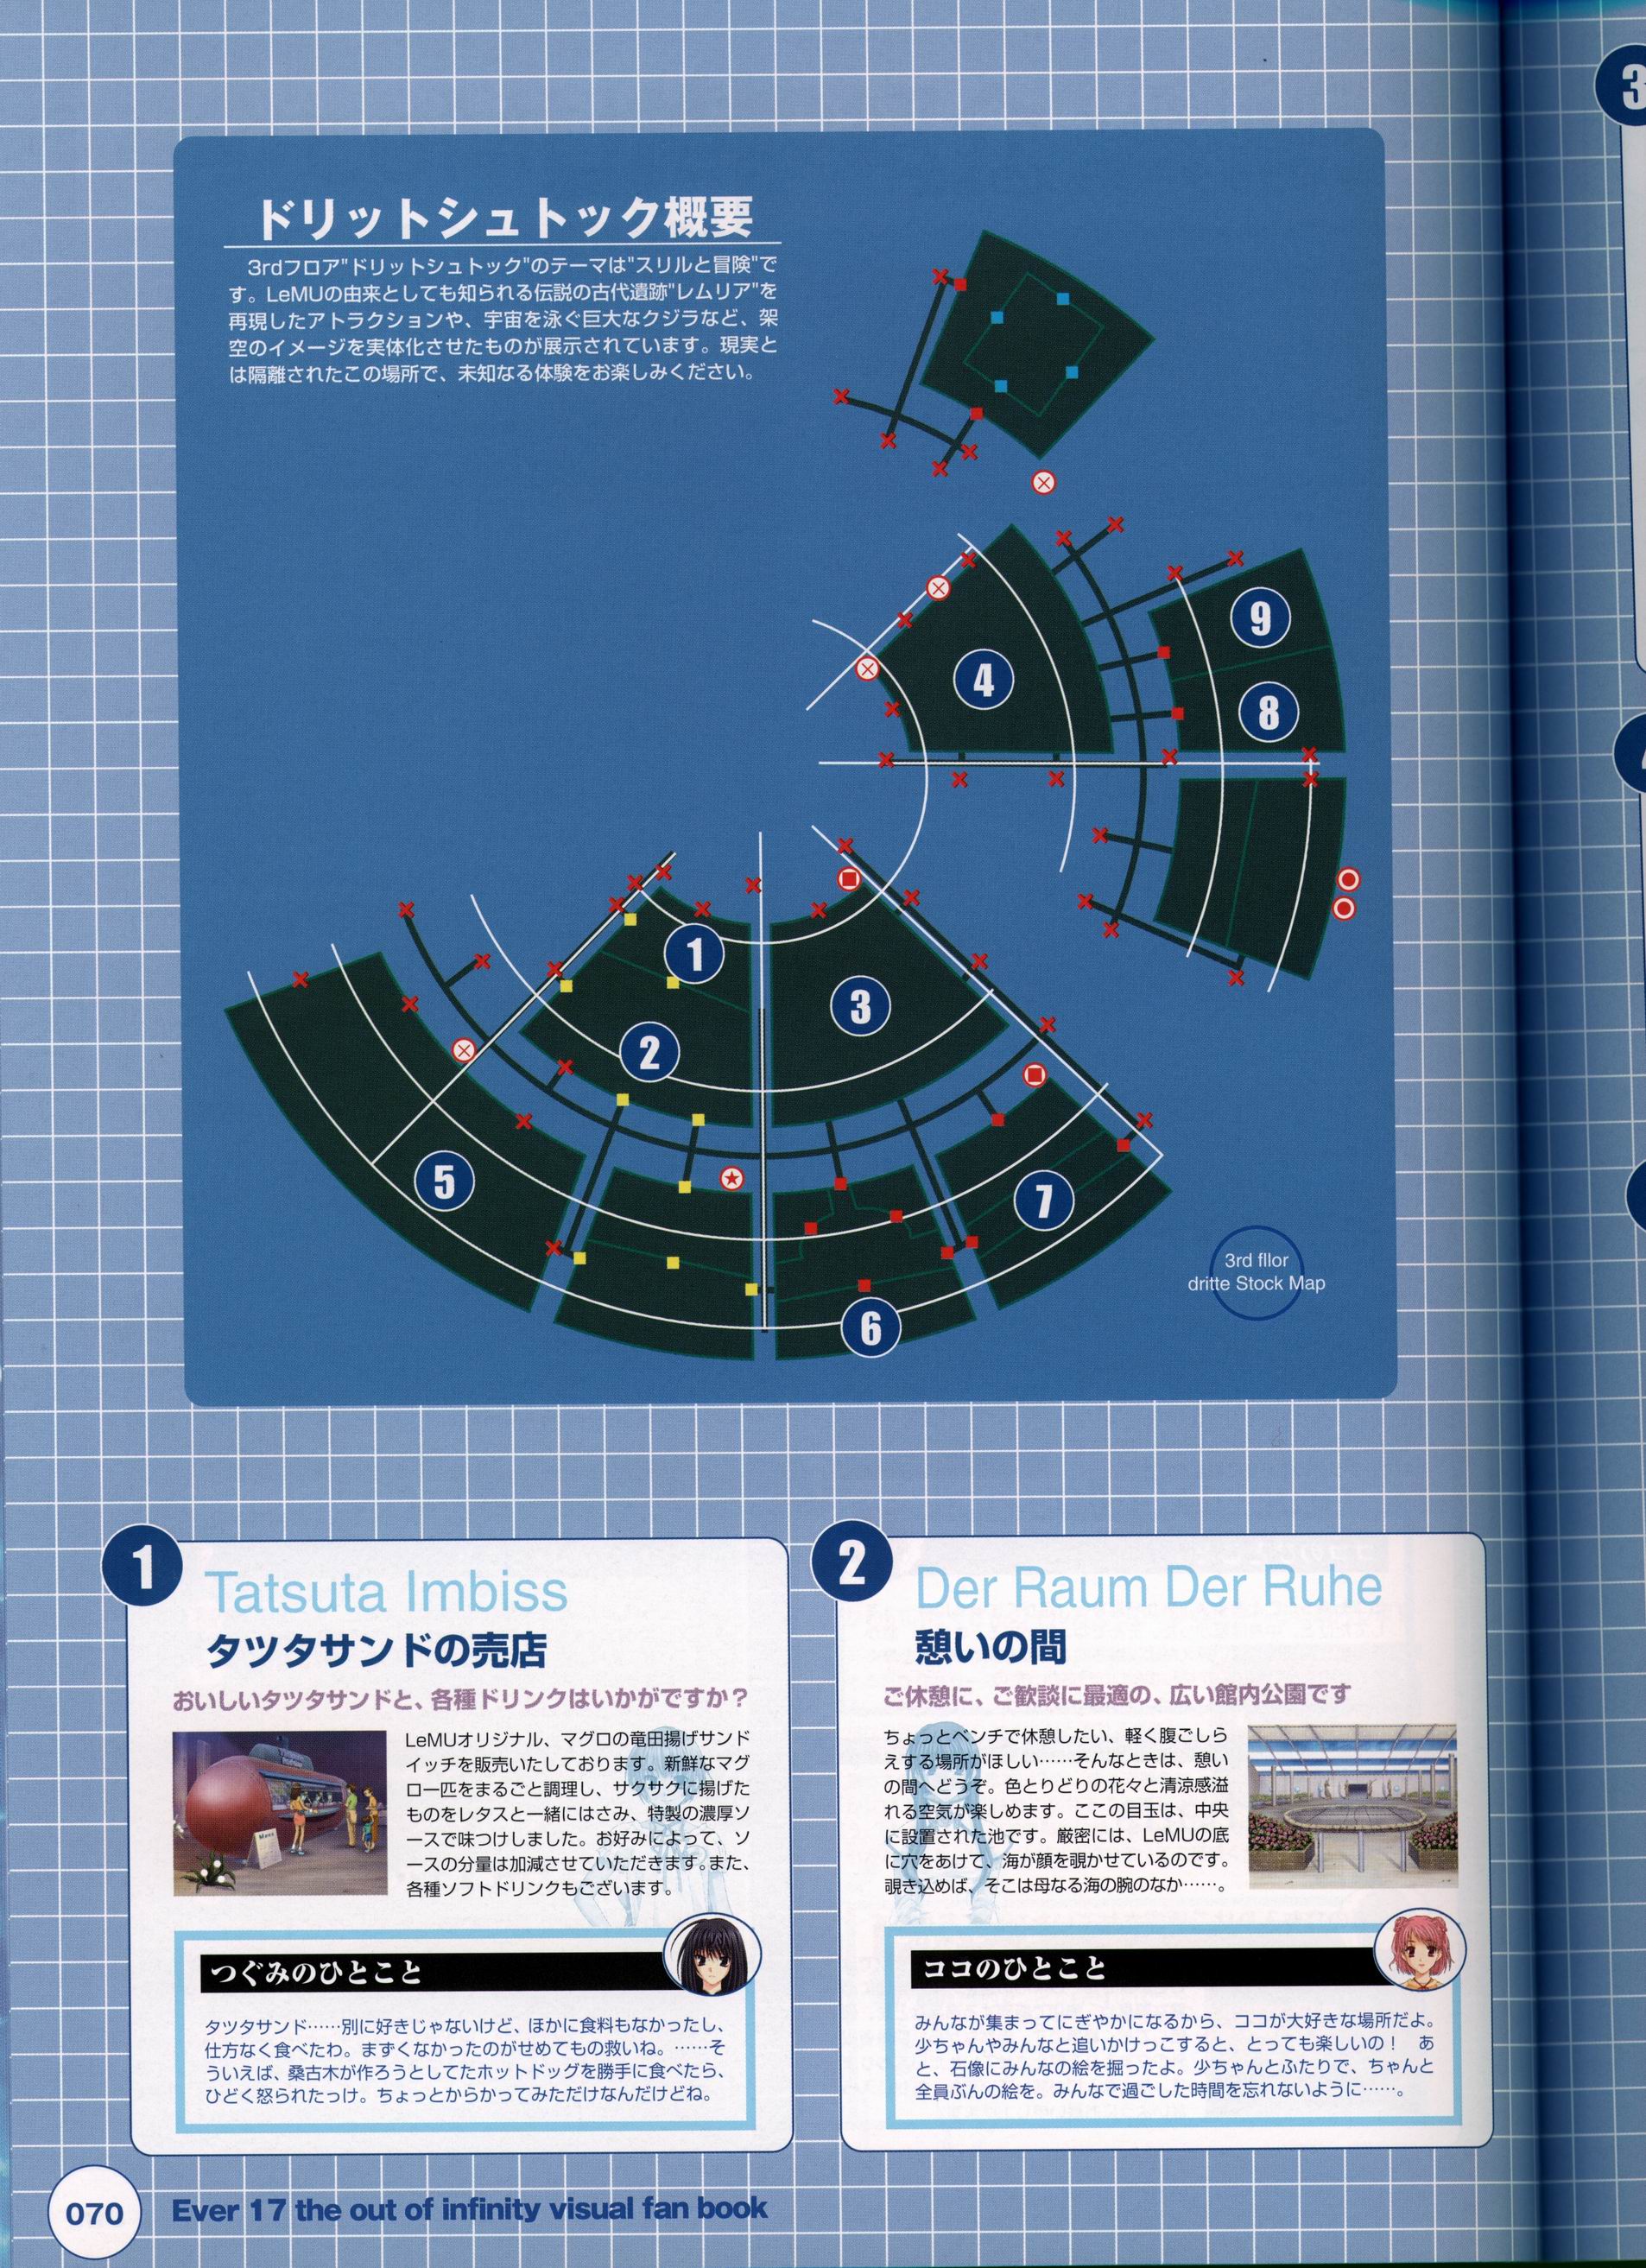 ドリットシュトック概要
3rdフロア"ドリットシュトック"のテーマは"スリルと冒険"で
す。LeMUの由来としても知られる伝説の古代遺跡"レムリア"を
再現したアトラクションや、宇宙を泳ぐ巨大なクジラなど、架
空のイメージを実体化させたものが展示されています。現実と
は隔離されたこの場所で、未知なる体験をお楽しみください。
9
4
8
1
3
2
5
7
6
3rd fllor
dritte Stock Map
3
1
Tatsuta Imbiss
タツタサンドの売店
おいしいタツタサンドと、各種ドリンクはいかがですか?
LeMUオリジナル、マグロの竜田揚げサンド
イッチを販売いたしております。新鮮なマグ
ロ一匹をまるごと調理し、サクサクに揚げた
ものをレタスと一緒にはさみ、特製の濃厚ソ
ースで味つけしました。お好みによって、ソ
ースの分量は加減させていただきます。また、
各種ソフトドリンクもございます。
つぐみのひとこと
タツタサンド……別に好きじゃないけど、ほかに食料もなかったし、
仕方なく食べたわ。まずくなかったのがせめてもの救いね。……そ
ういえば、桑古木が作ろうとしてたホットドッグを勝手に食べたら、
ひどく怒られたっけ。ちょっとからかってみただけなんだけどね。
2
Der Raum Der Ruhe
憩いの間
ご休憩に、ご歓談に最適の、広い館内公園です
ちょっとベンチで休憩したい、軽く腹ごしら
えする場所がほしい……そんなときは、憩い
の間へどうぞ。色とりどりの花々と清涼感溢
れる空気が楽しめます。ここの目玉は、中央
に設置された池です。厳密には、LeMUの底
に穴をあけて、海が顔を覗かせているのです。
覗き込めば、そこは母なる海の腕のなか……。
ココのひとこと
みんなが集まってにぎやかになるから、ココが大好きな場所だよ。
少ちゃんやみんなと追いかけっこすると、とっても楽しいの! あ
と、石像にみんなの絵を掘ったよ。少ちゃんとふたりで、ちゃんと
全員ぶんの絵を。みんなで過ごした時間を忘れないように……。
070
Ever 17 the out of infinity visual fan book